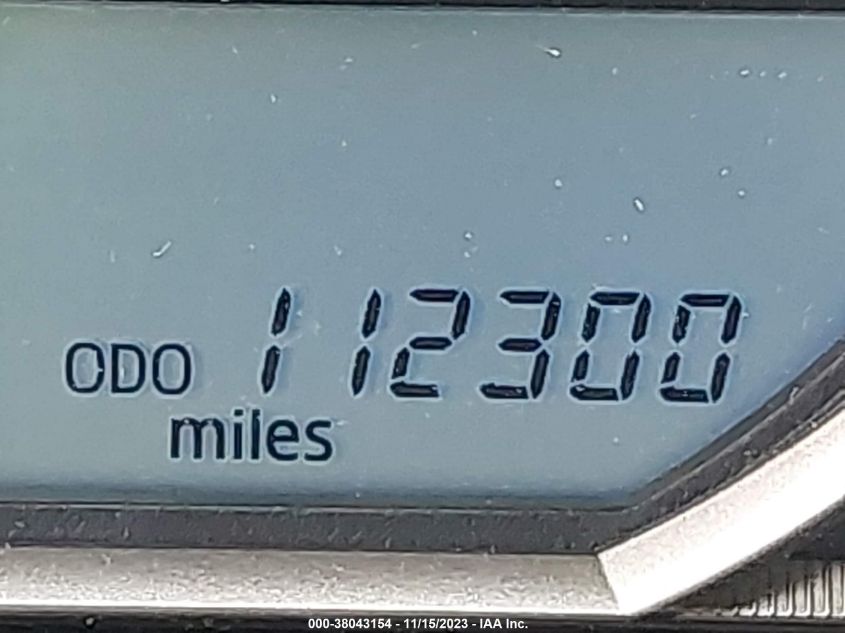 ODO 112300
miles
000-38043154 - 11/15/2023 - IAA Inc.